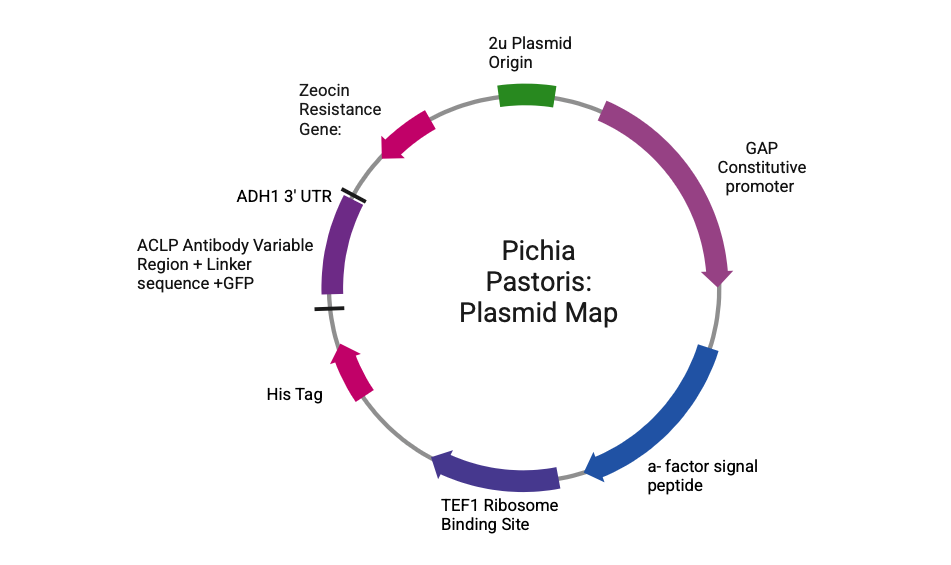 2u Plasmid
Origin
Zeocin
Resistance
Gene:
GAP
Constitutive
promoter
ADH1 3' UTR
ACLP Antibody Variable
Region + Linker
sequence +GFP
Pichia
Pastoris:
Plasmid Map
His Tag
a- factor signal
peptide
TEF1 Ribosome
Binding Site